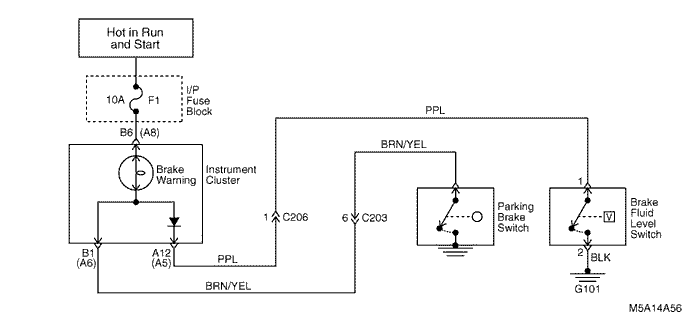 Hot in Run
and Start
10A F1
I/P
Fuse
Block
B6 (A8)
PPL
BRN/YEL
Brake
Warning
Instrument
Cluster
1 C206
6 C203
Parking
Brake
Switch
1
V
Brake
Fluid
Level
Switch
B1
(A6)
A12
(A5)
PPL
2 BLK
BRN/YEL
G101
M5A14A56